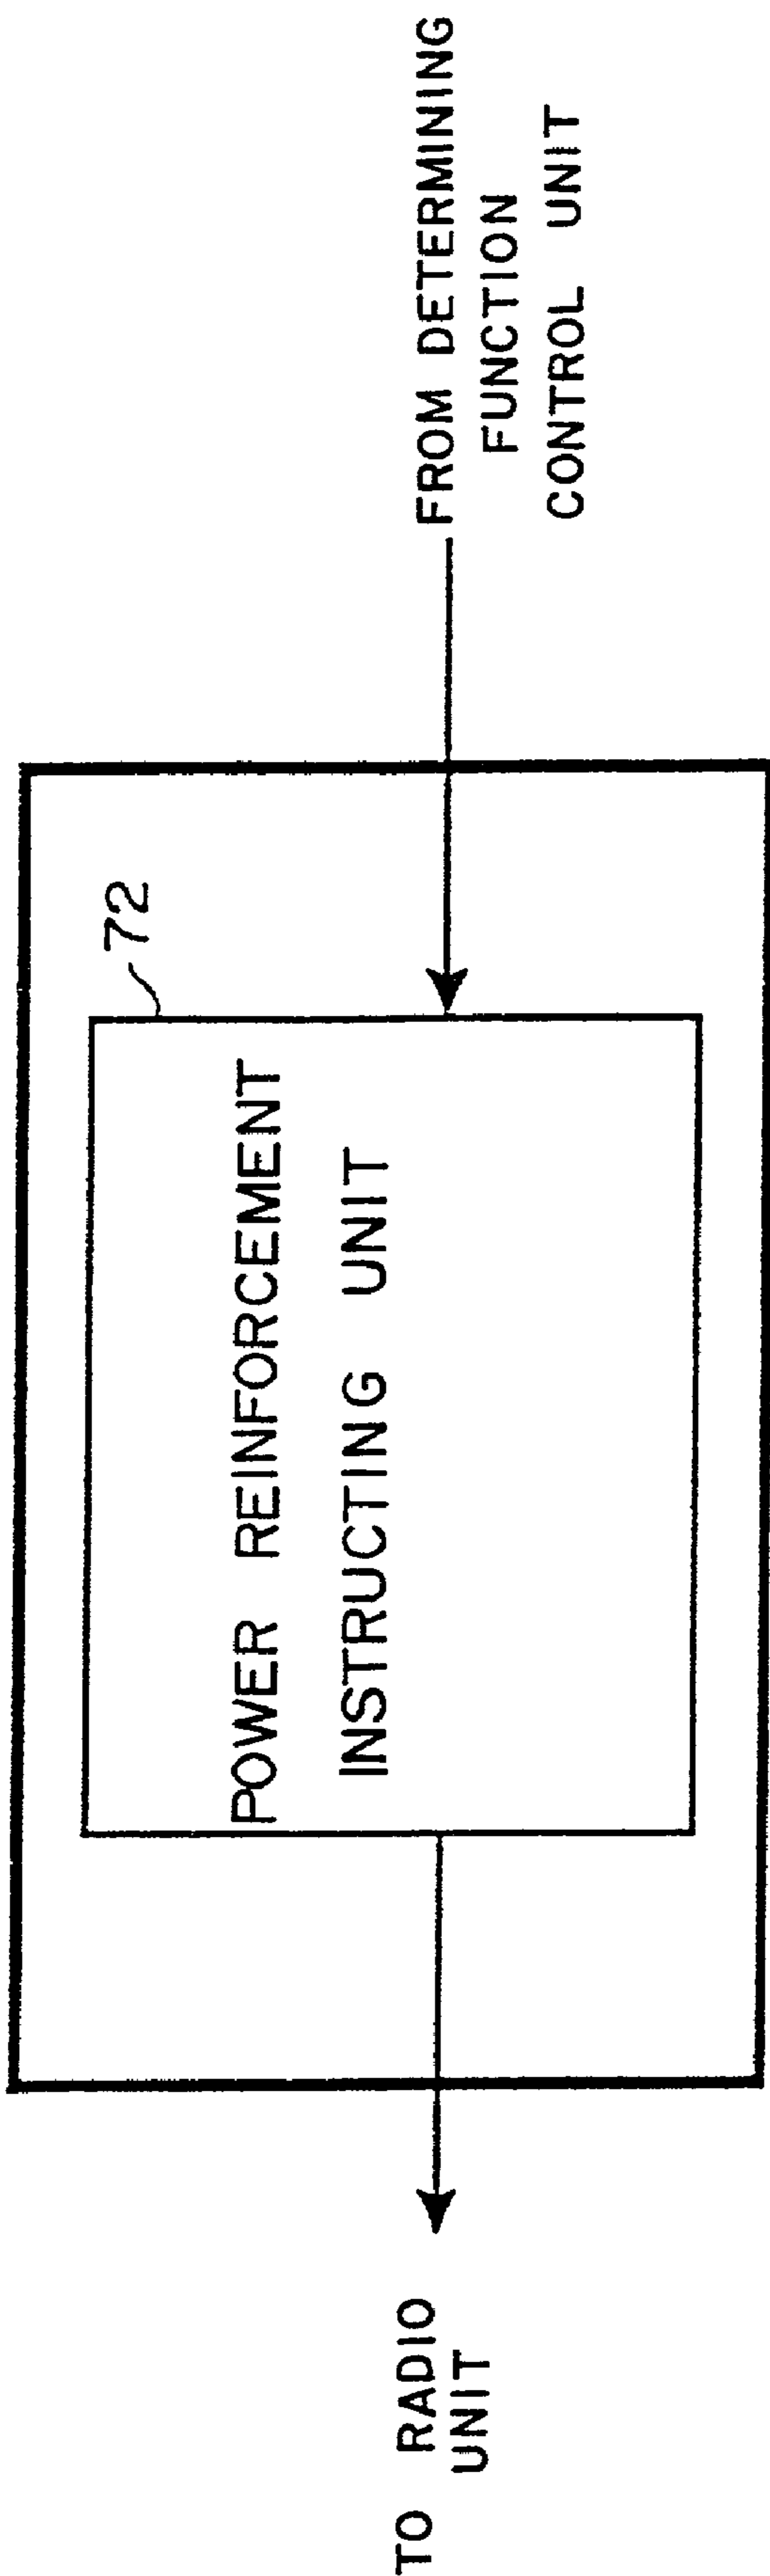 TO RADIO
UNIT
POWER REINFORCEMENT
INSTRUCTING UNIT
72
FROM DETERMINING
FUNCTION
CONTROL UNIT